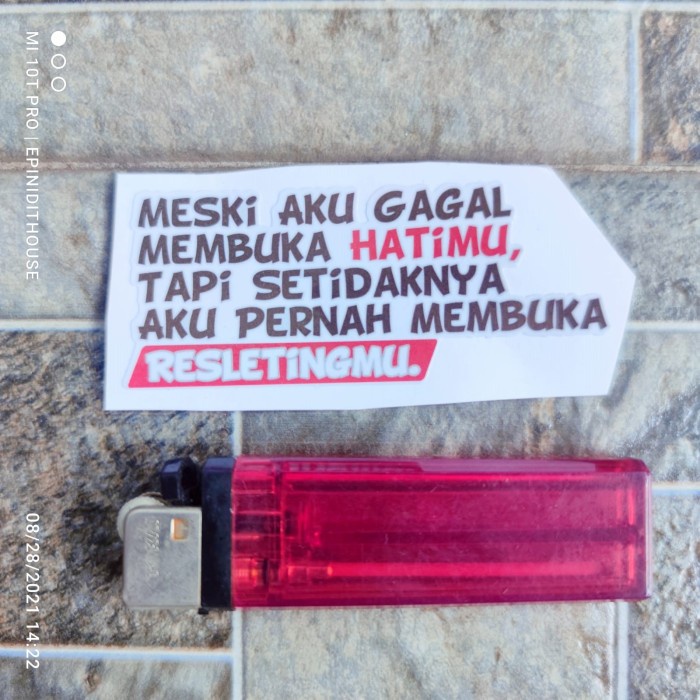 MESKi AKU GAGAL
MEMBUKA HATiMU,
TAPi SETiDAKNYA
AKU PERNAH MEMBUKA
RESLETiNGMU.
MI 10T PRO | EPINIDITHOUSE
08/28/2021 14:22